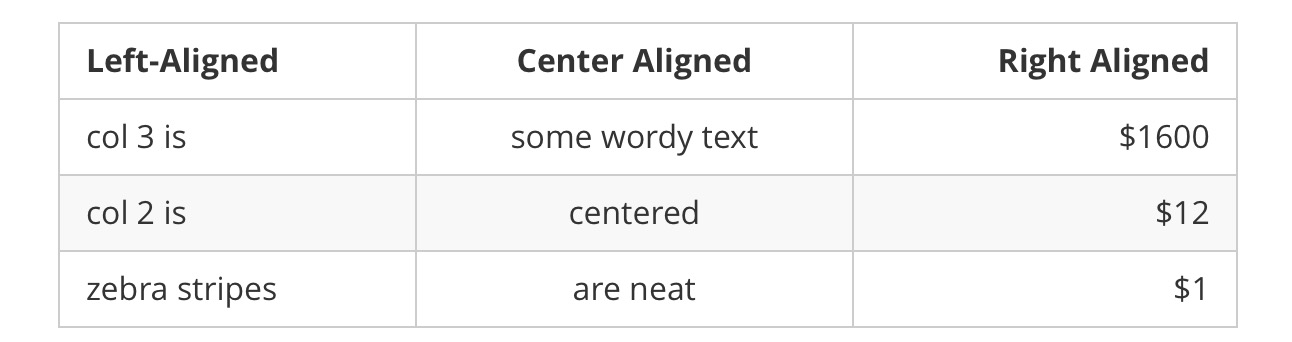 Left-Aligned Center Aligned Right Aligned
col 3 is some wordy text $1600
col 2 is centered $12
zebra stripes are neat $1